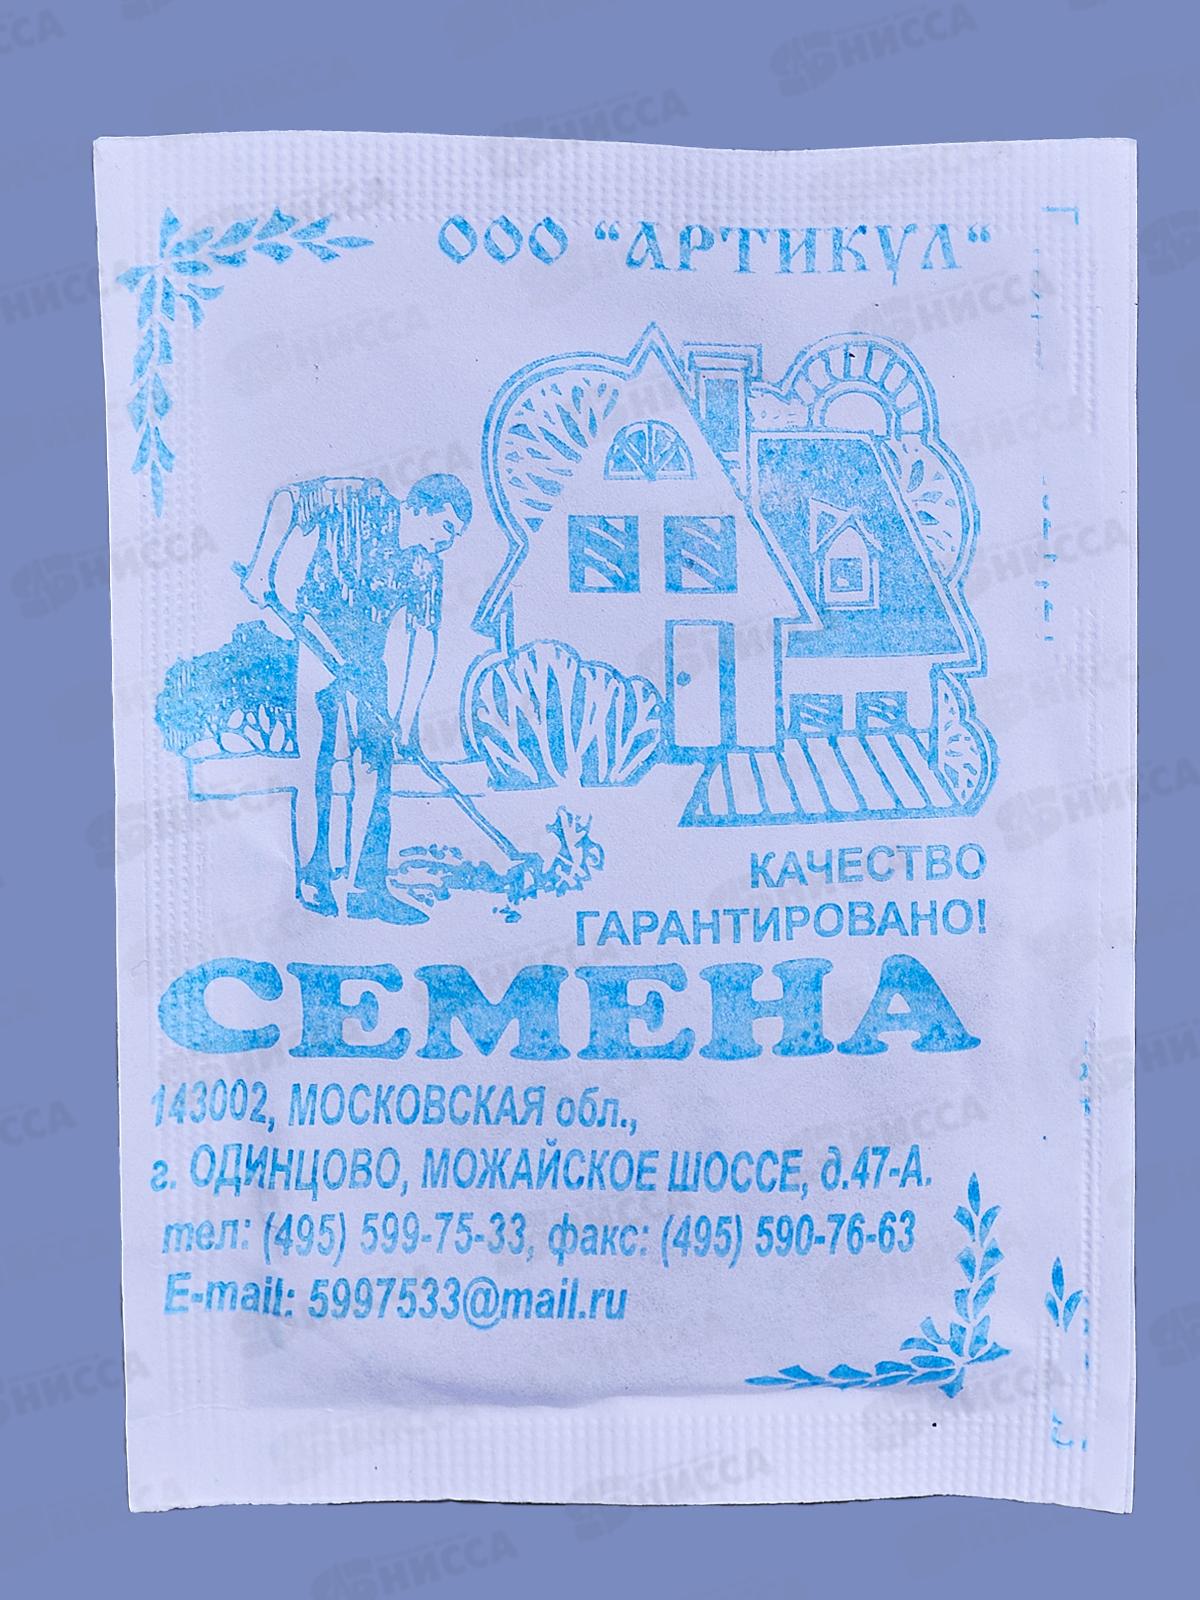 ООО “АРТИКУЛ“
КАЧЕСТВО
ГАРАНТИРОВАНО!
СЕМЕНА
143002, МОСКОВСКАЯ обл.,
г. ОДИНЦОВО, МОЖАЙСКОЕ ШОССЕ, д.47-А.
тел: (495) 599-75-33, факс: (495) 590-76-63
E-mail: 5997533@mail.ru